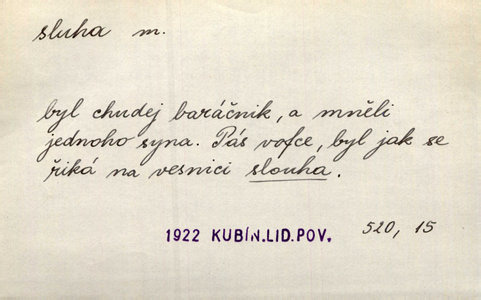 sluha m.
byl chudej baráčnik, a mněli
jednoho syna. Pás vofce, byl jak se
řiká na vesnici slouha.
1922 KUBÍN.LID.POV. 520, 15